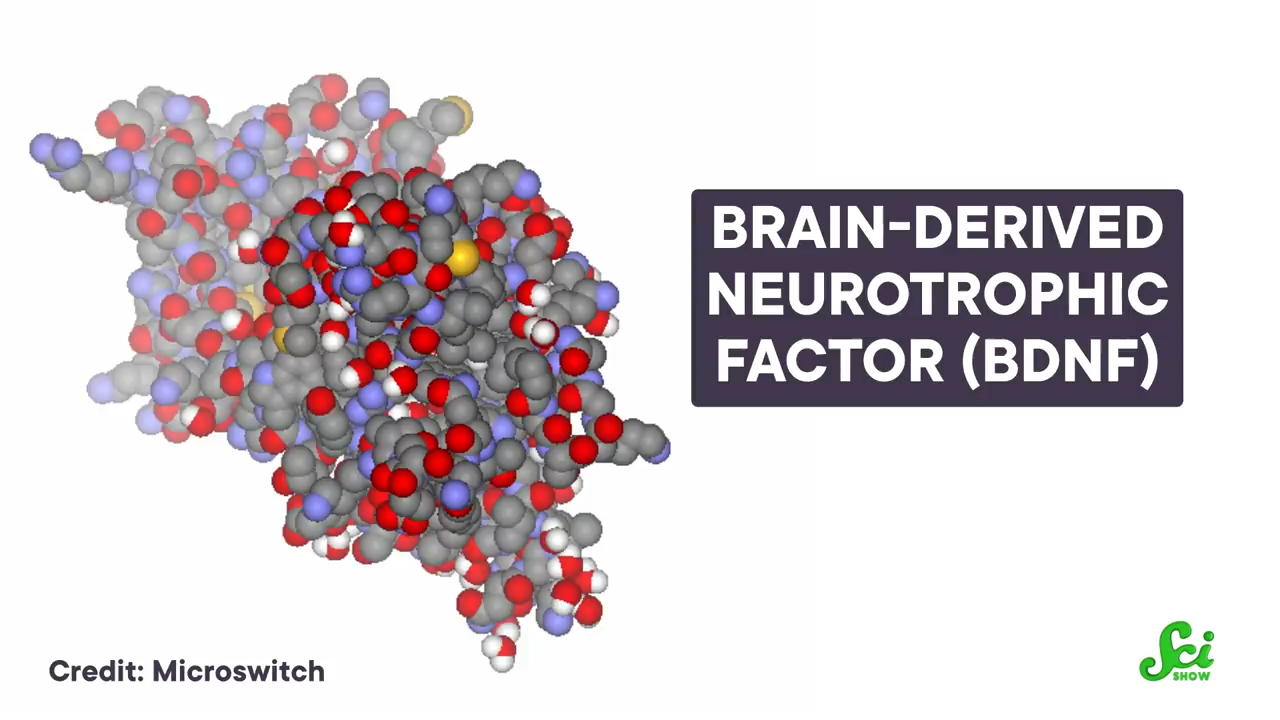 BRAIN-DERIVED
NEUROTROPHIC
FACTOR (BDNF)
Credit: Microswitch
Sci
SHOW